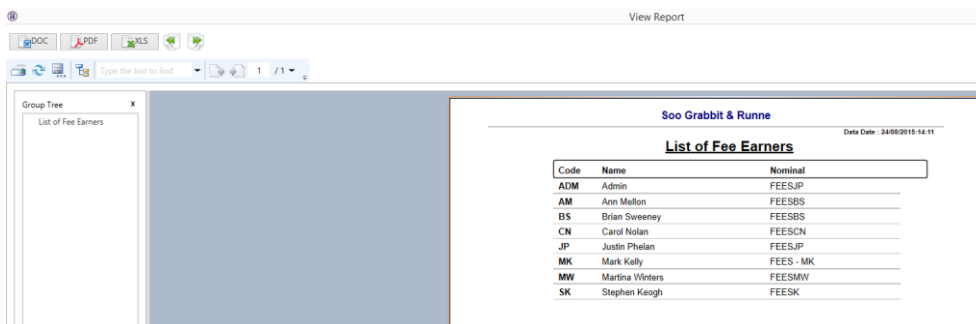 View Report
DOC PDF XLS
Type the text to find 1 /1
Group Tree x
List of Fee Earners
Soo Grabbit & Runne
Data Date : 24/08/2015:14:11
List of Fee Earners
Code Name Nominal
ADM Admin FEESJP
AM Ann Mellon FEESBS
BS Brian Sweeney FEESBS
CN Carol Nolan FEESCN
JP Justin Phelan FEESJP
MK Mark Kelly FEES - MK
MW Martina Winters FEESMW
SK Stephen Keogh FEESK